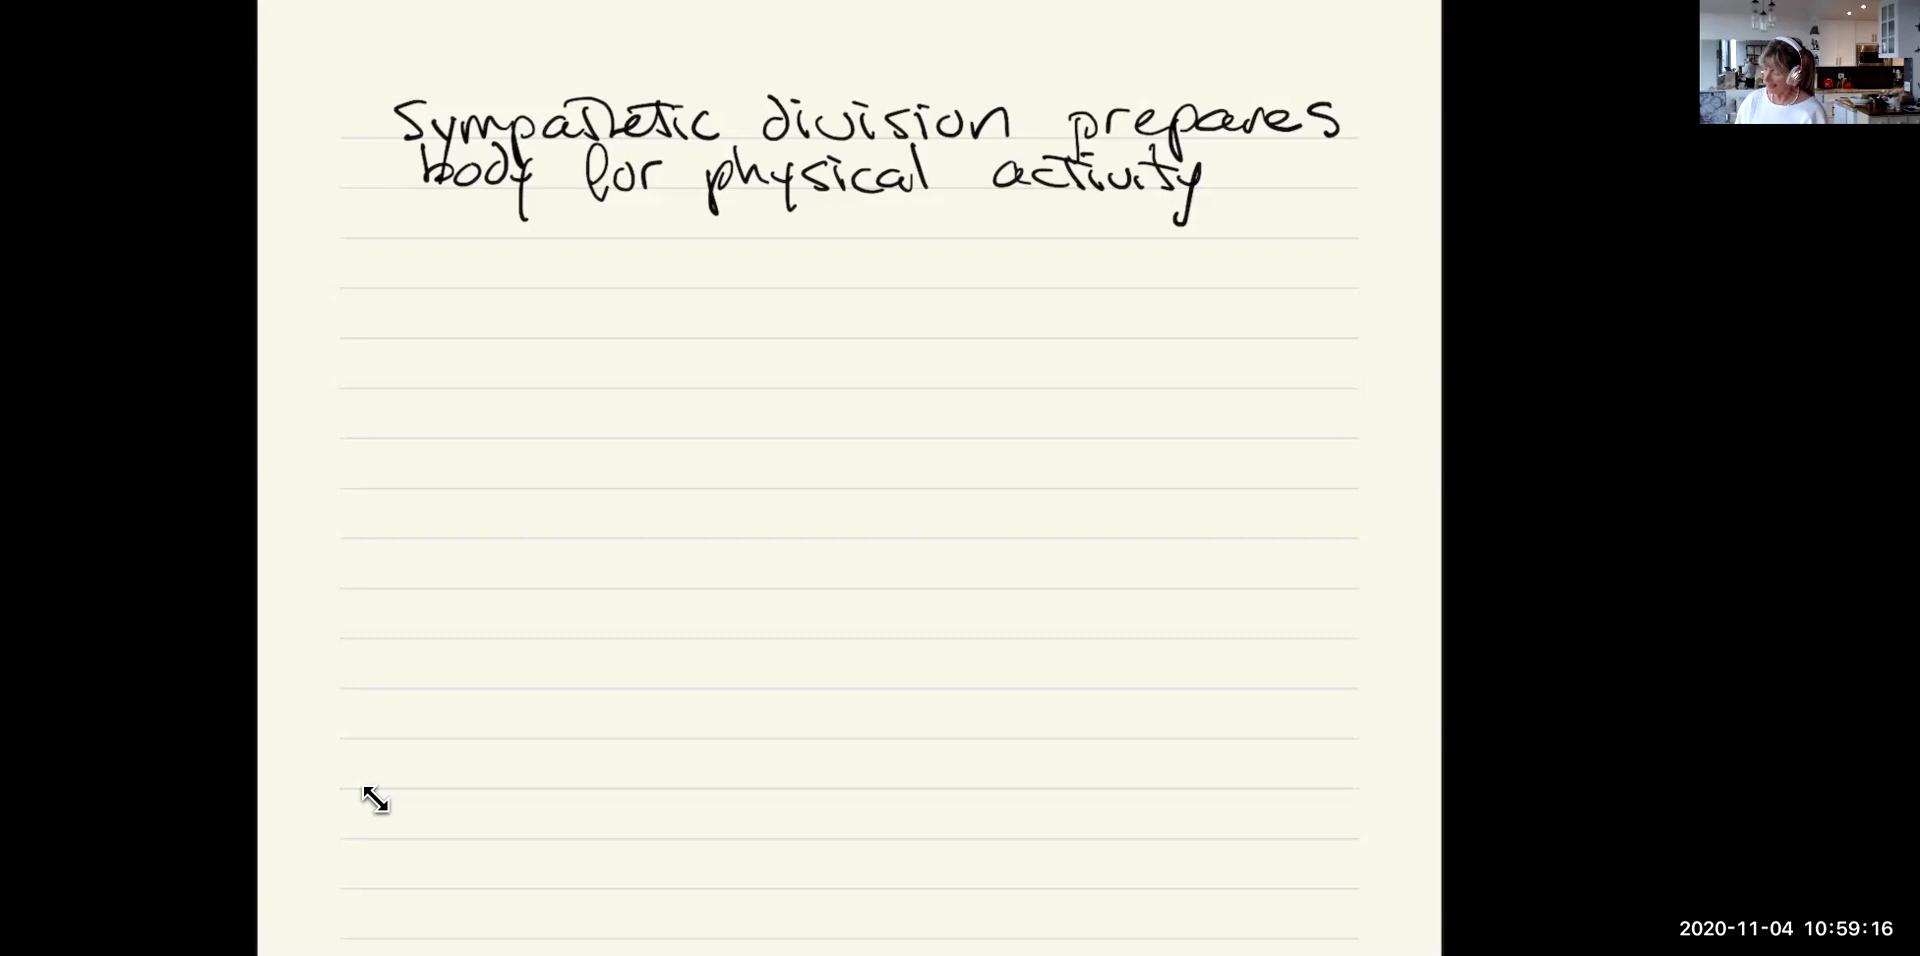 Sympathetic division prepares
body for physical activity
2020-11-04 10:59:16